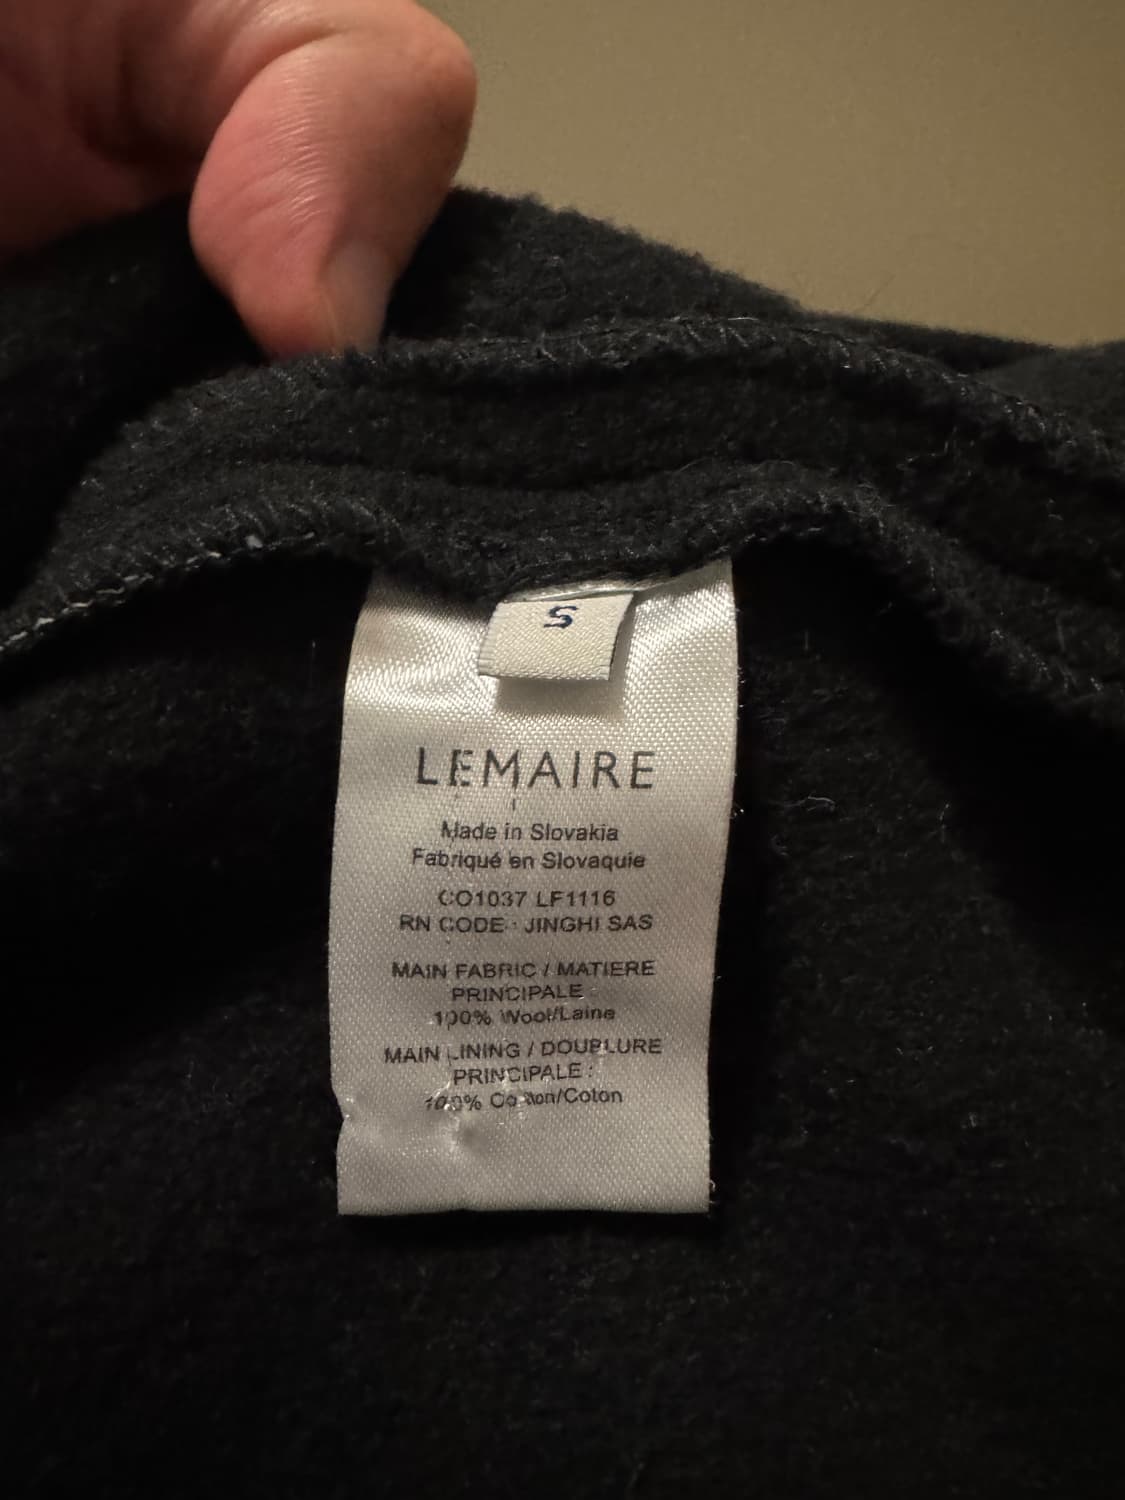 S
LEMAIRE
Made in Slovakia
Fabriqué en Slovaquie
CO1037 LF1116
RN CODE : JINGHI SAS
MAIN FABRIC / MATIERE
PRINCIPALE :
100% Wool/Laine
MAIN LINING / DOUBLURE
PRINCIPALE :
100% Cotton/Coton